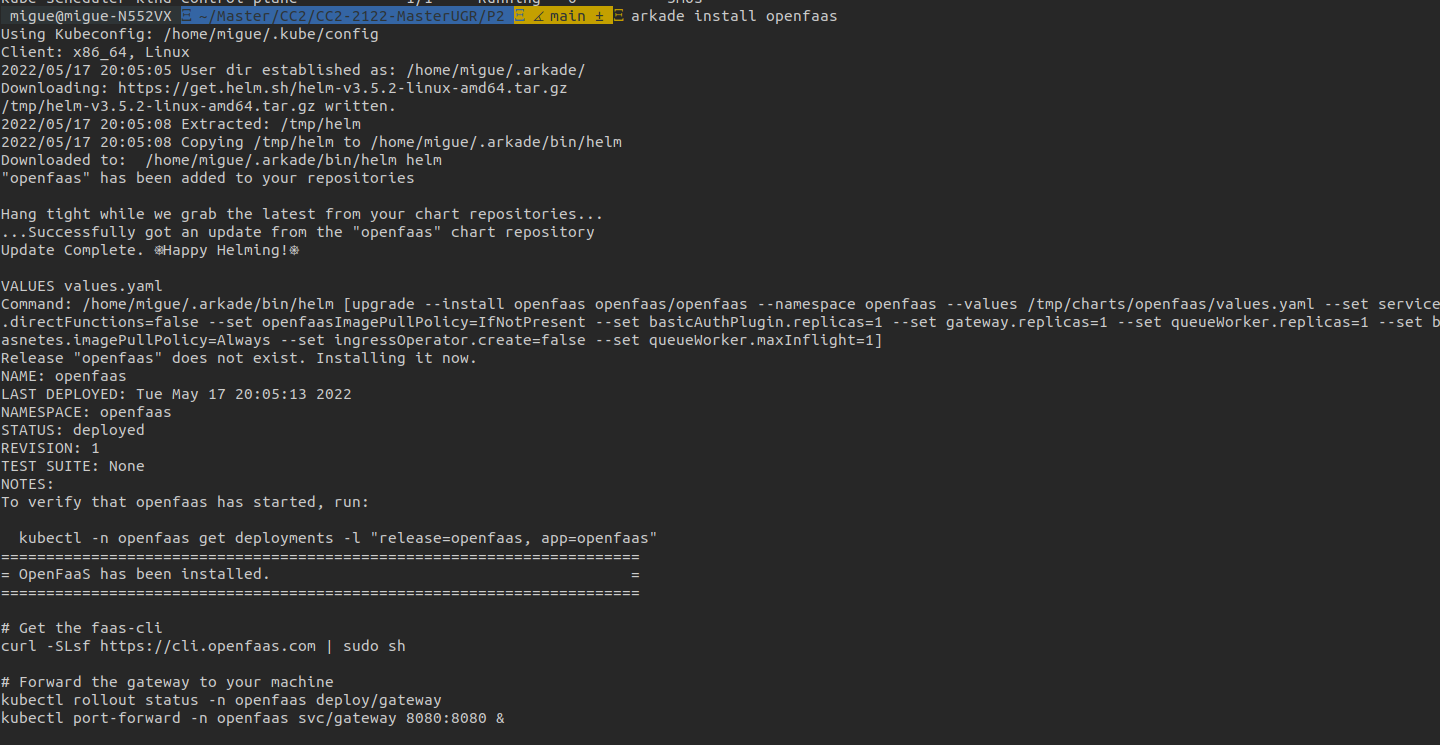 kube-scheduler-kind-control-plane 1/1 Running 0 5m8s
migue@migue-N552VX ~/Master/CC2/CC2-2122-MasterUGR/P2 ∡ main ± arkade install openfaas
Using Kubeconfig: /home/migue/.kube/config
Client: x86_64, Linux
2022/05/17 20:05:05 User dir established as: /home/migue/.arkade/
Downloading: https://get.helm.sh/helm-v3.5.2-linux-amd64.tar.gz
/tmp/helm-v3.5.2-linux-amd64.tar.gz written.
2022/05/17 20:05:08 Extracted: /tmp/helm
2022/05/17 20:05:08 Copying /tmp/helm to /home/migue/.arkade/bin/helm
Downloaded to:  /home/migue/.arkade/bin/helm helm
"openfaas" has been added to your repositories
Hang tight while we grab the latest from your chart repositories...
...Successfully got an update from the "openfaas" chart repository
Update Complete. ⎈Happy Helming!⎈
VALUES values.yaml
Command: /home/migue/.arkade/bin/helm [upgrade --install openfaas openfaas/openfaas --namespace openfaas --values /tmp/charts/openfaas/values.yaml --set service
.directFunctions=false --set openfaasImagePullPolicy=IfNotPresent --set basicAuthPlugin.replicas=1 --set gateway.replicas=1 --set queueWorker.replicas=1 --set b
asnetes.imagePullPolicy=Always --set ingressOperator.create=false --set queueWorker.maxInflight=1]
Release "openfaas" does not exist. Installing it now.
NAME: openfaas
LAST DEPLOYED: Tue May 17 20:05:13 2022
NAMESPACE: openfaas
STATUS: deployed
REVISION: 1
TEST SUITE: None
NOTES:
To verify that openfaas has started, run:
  kubectl -n openfaas get deployments -l "release=openfaas, app=openfaas"
=======================================================================
= OpenFaaS has been installed.                                        =
=======================================================================
# Get the faas-cli
curl -SLsf https://cli.openfaas.com | sudo sh
# Forward the gateway to your machine
kubectl rollout status -n openfaas deploy/gateway
kubectl port-forward -n openfaas svc/gateway 8080:8080 &